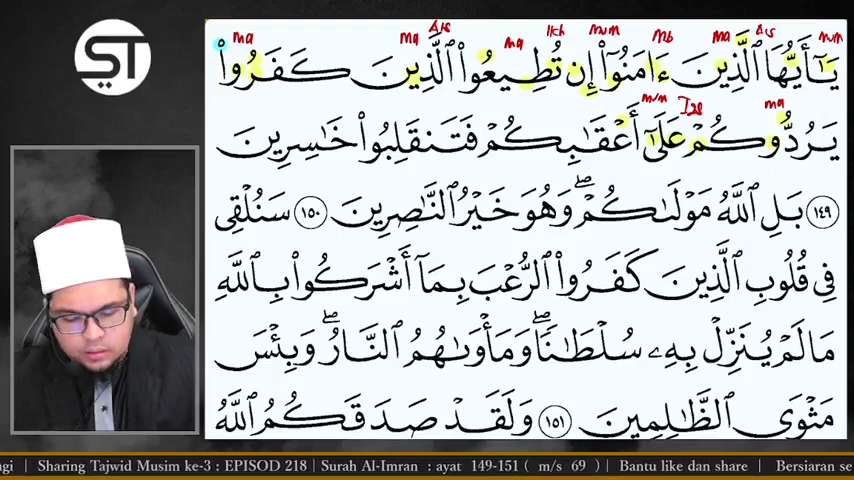 ST
ma ma A/s ma Ikh mum mb ma A/s mum
يَـٰٓأَيُّهَا ٱلَّذِينَ ءَامَنُوٓا۟ إِن تُطِيعُوا۟ ٱلَّذِينَ كَفَرُوا۟
mum ma
يَرُدُّوكُمْ عَلَىٰٓ أَعْقَـٰبِكُمْ فَتَنقَلِبُوا۟ خَـٰسِرِينَ
١٤٩ بَلِ ٱللَّهُ مَوْلَىٰكُمْ ۖ وَهُوَ خَيْرُ ٱلنَّـٰصِرِينَ ١٥٠ سَنُلْقِى
فِى قُلُوبِ ٱلَّذِينَ كَفَرُوا۟ ٱلرُّعْبَ بِمَآ أَشْرَكُوا۟ بِٱللَّهِ
مَا لَمْ يُنَزِّلْ بِهِۦ سُلْطَـٰنًا ۖ وَمَأْوَىٰهُمُ ٱلنَّارُ ۖ وَبِئْسَ
مَثْوَى ٱلظَّـٰلِمِينَ ١٥١ وَلَقَدْ صَدَقَكُمُ ٱللَّهُ
gi | Sharing Tajwid Musim ke-3 : EPISOD 218 | Surah Al-Imran : ayat 149-151 ( m/s 69 ) | Bantu like dan share | Bersiaran se